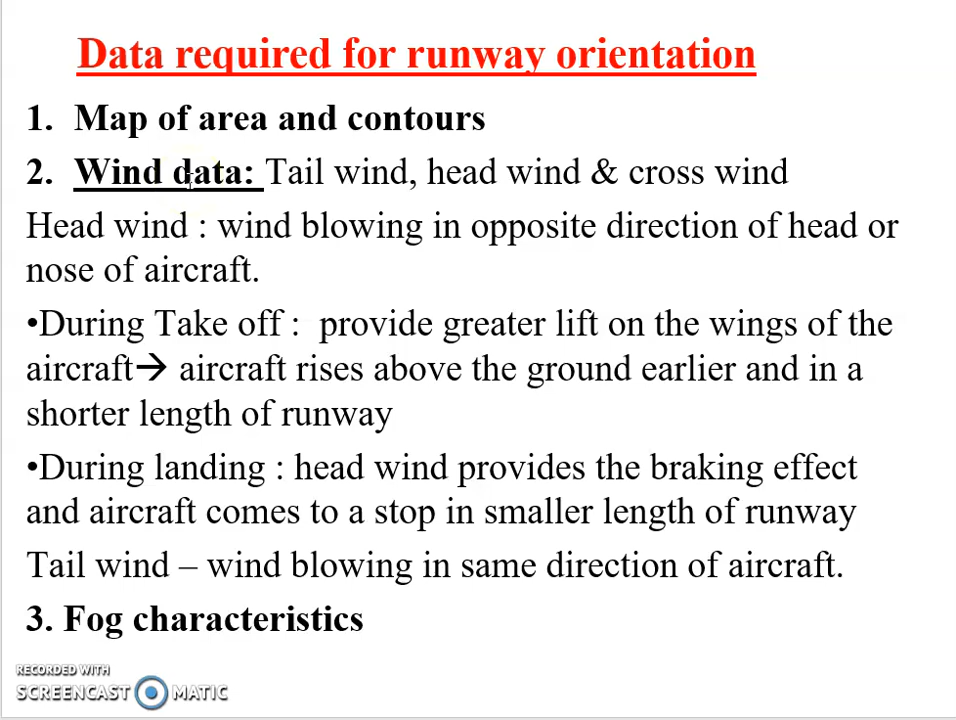 Data required for runway orientation
1. Map of area and contours
2. Wind data: Tail wind, head wind & cross wind
Head wind : wind blowing in opposite direction of head or
nose of aircraft.
•During Take off : provide greater lift on the wings of the
aircraft→ aircraft rises above the ground earlier and in a
shorter length of runway
•During landing : head wind provides the braking effect
and aircraft comes to a stop in smaller length of runway
Tail wind – wind blowing in same direction of aircraft.
3. Fog characteristics
RECORDED WITH
SCREENCAST MATIC